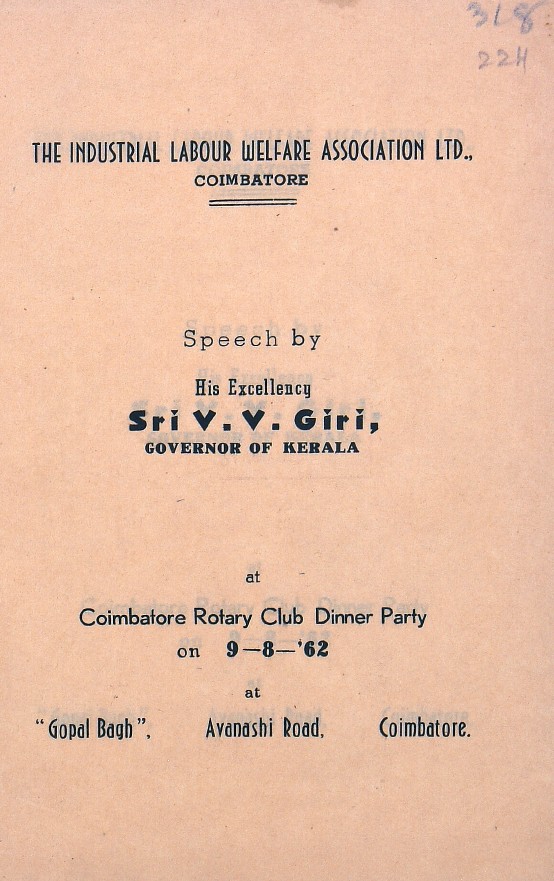 318
224
THE INDUSTRIAL LABOUR WELFARE ASSOCIATION LTD.,
COIMBATORE
Speech by
His Excellency
Sri V. V. Giri,
GOVERNOR OF KERALA
at
Coimbatore Rotary Club Dinner Party
on 9—8—'62
at
"Gopal Bagh", Avanashi Road, Coimbatore.